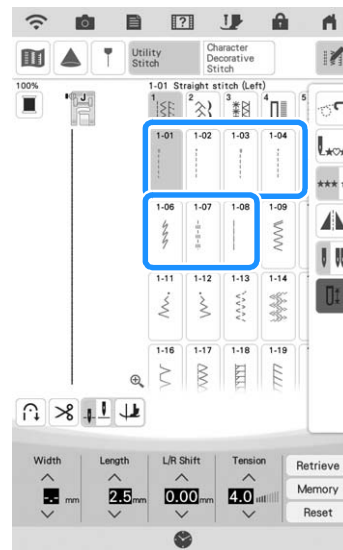 ?
Utility
Stitch
Character
Decorative
Stitch
100%
1-01 Straight stitch (Left)
J
1 2 3 4 5
1-01 1-02 1-03 1-04
1-06 1-07 1-08 1-09
1-11 1-12 1-13 1-14
1-16 1-17 1-18 1-19
Width Length L/R Shift Tension
-.- mm 2.5 mm 0.00 mm 4.0
Retrieve
Memory
Reset